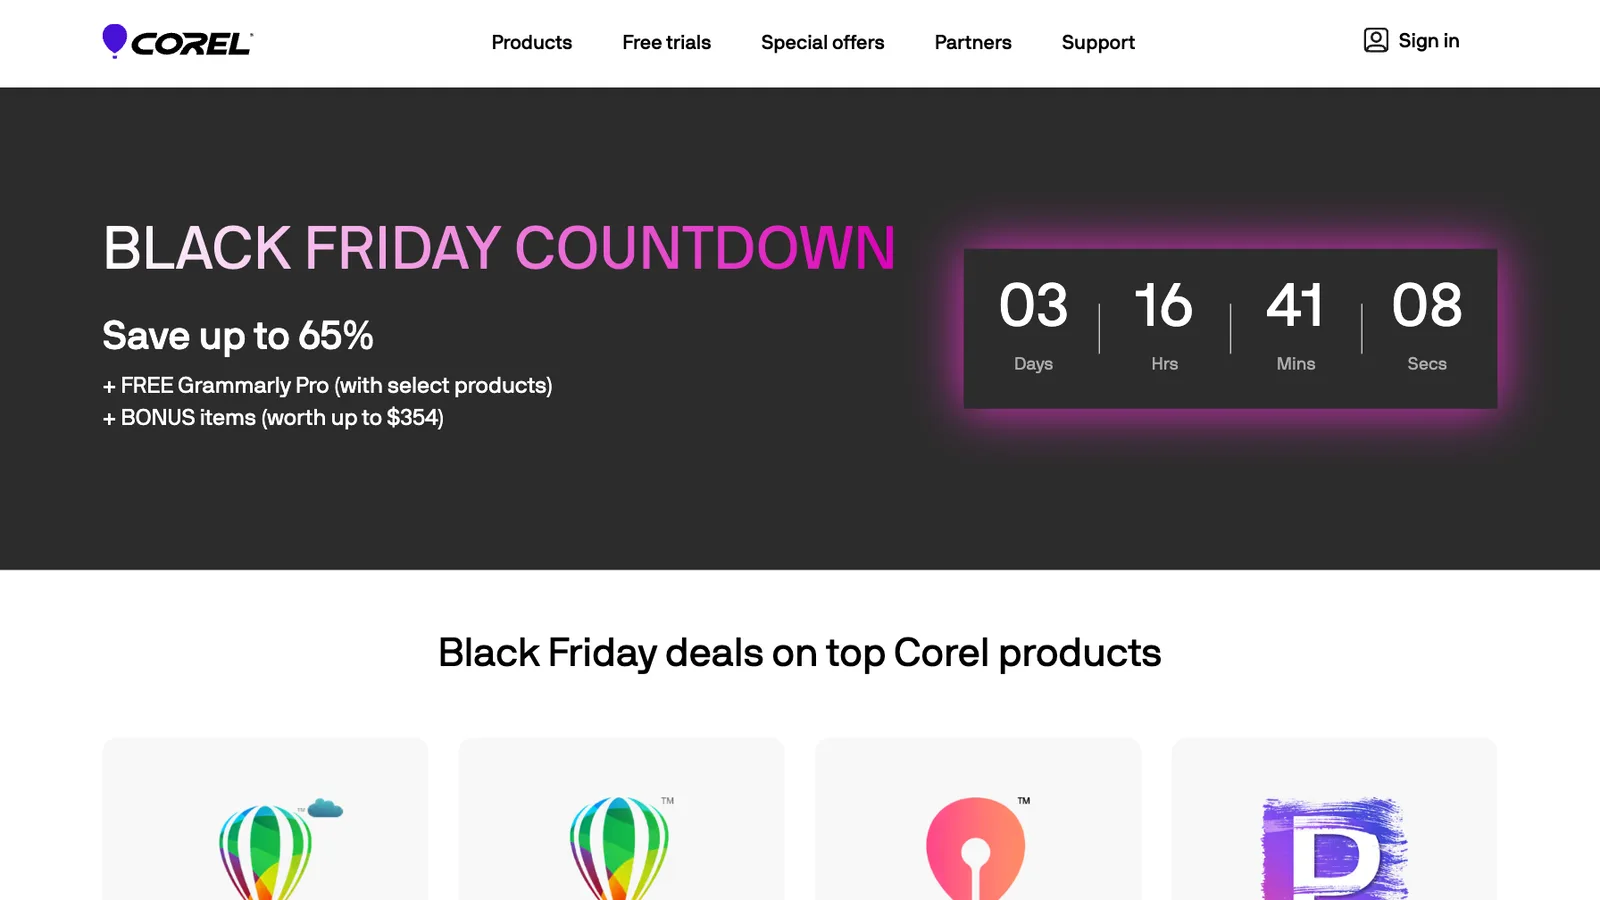 COREL
Products
Free trials
Special offers
Partners
Support
Sign in
BLACK FRIDAY COUNTDOWN
Save up to 65%
+ FREE Grammarly Pro (with select products)
+ BONUS items (worth up to $354)
03
16
41
08
Days
Hrs
Mins
Secs
Black Friday deals on top Corel products
TM
TM
TM
P